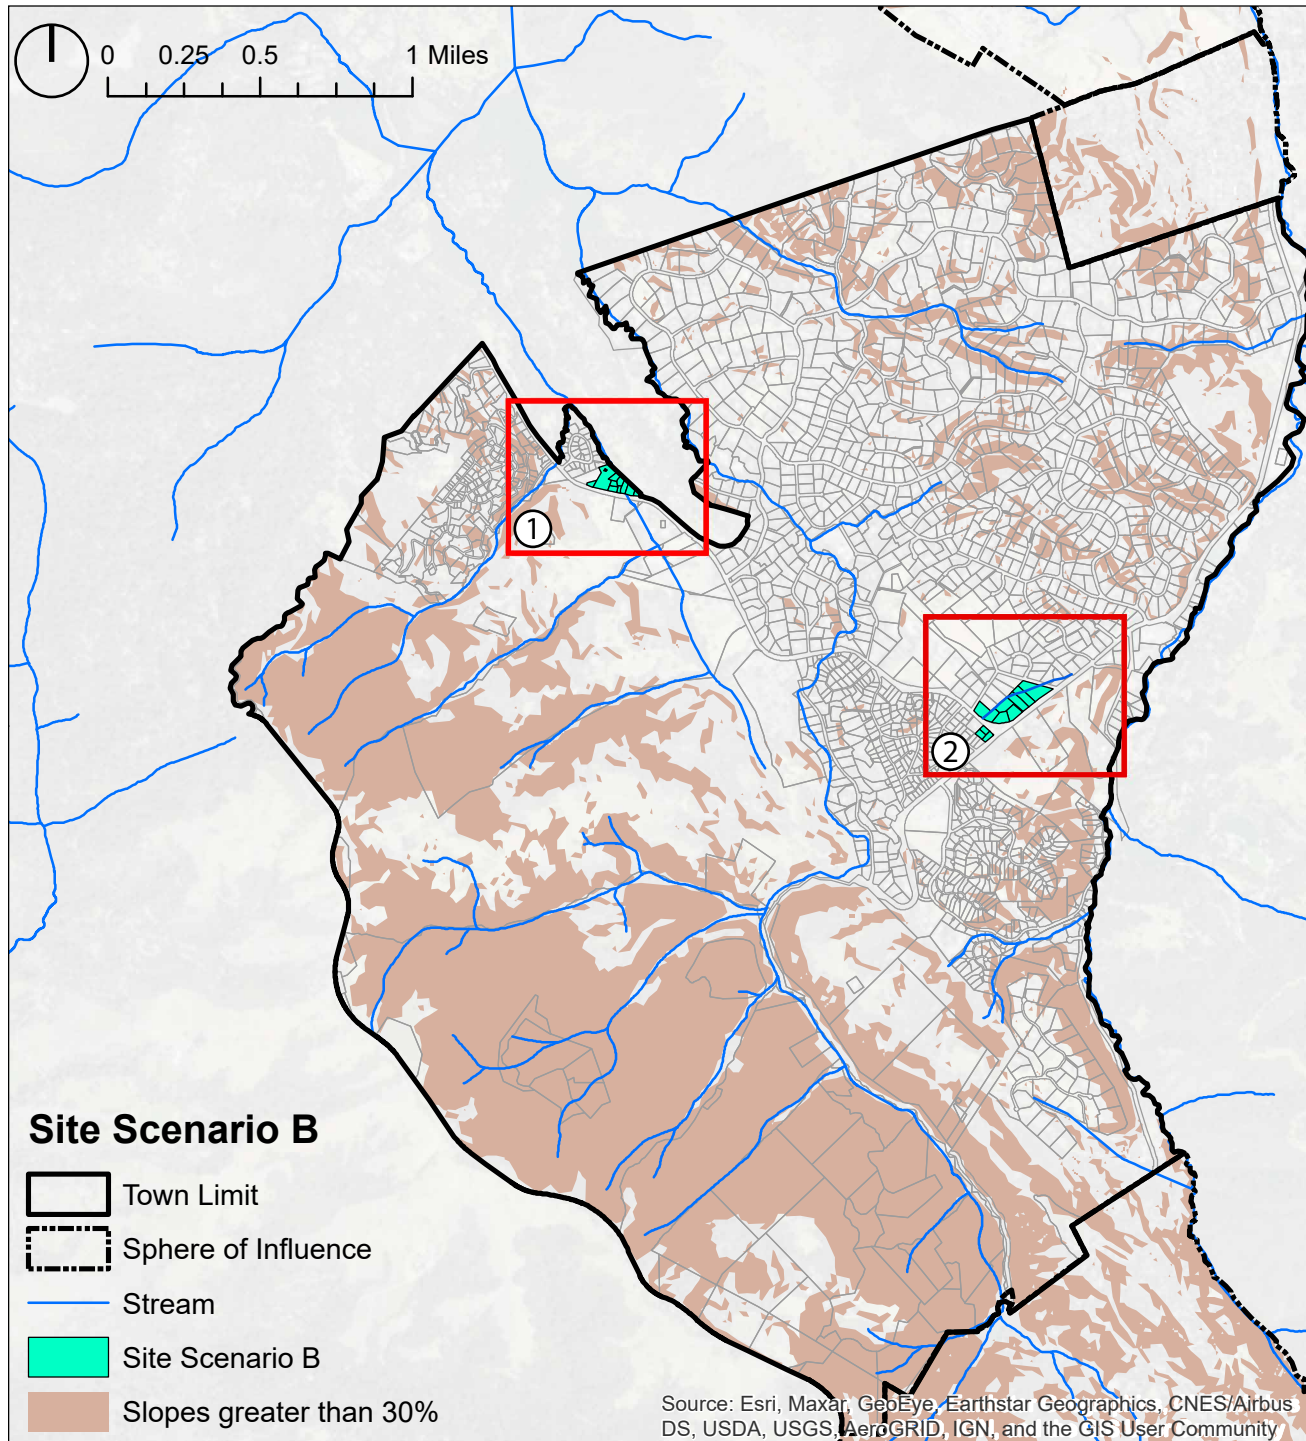 0 0.25 0.5 1 Miles
1
2
Site Scenario B
Town Limit
Sphere of Influence
Stream
Site Scenario B
Slopes greater than 30%
Source: Esri, Maxar, GeoEye, Earthstar Geographics, CNES/Airbus
DS, USDA, USGS, AeroGRID, IGN, and the GIS User Community